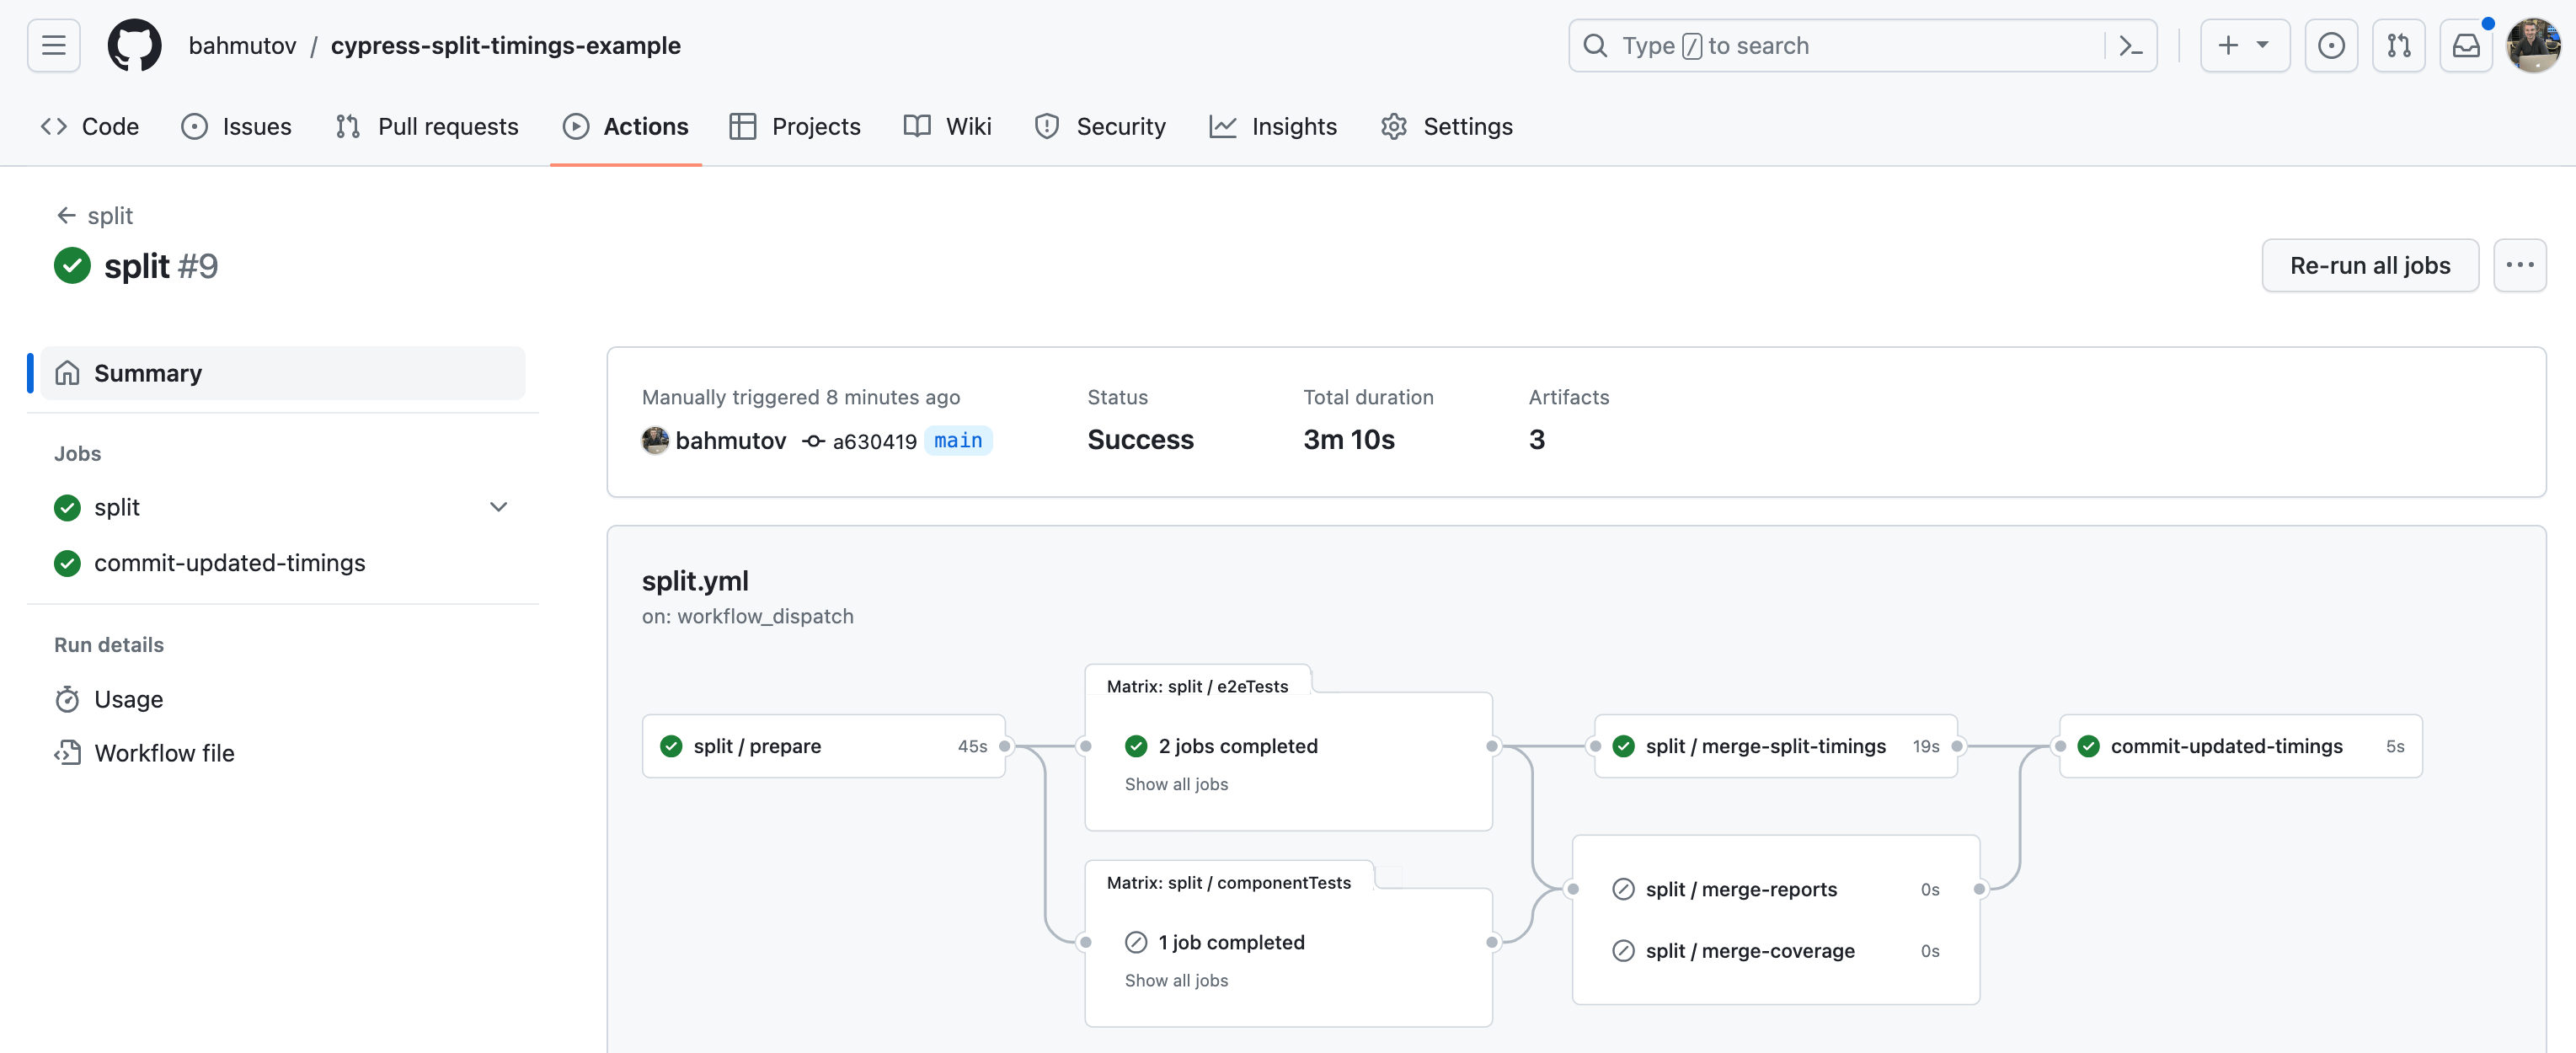 bahmutov / cypress-split-timings-example
Type / to search
Code Issues Pull requests Actions Projects Wiki Security Insights Settings
split
split #9
Re-run all jobs
Summary
Jobs
split
commit-updated-timings
Run details
Usage
Workflow file
Manually triggered 8 minutes ago
bahmutov a630419 main
Status
Success
Total duration
3m 10s
Artifacts
3
split.yml
on: workflow_dispatch
split / prepare 45s
Matrix: split / e2eTests
2 jobs completed
Show all jobs
Matrix: split / componentTests
1 job completed
Show all jobs
split / merge-split-timings 19s
split / merge-reports 0s
split / merge-coverage 0s
commit-updated-timings 5s